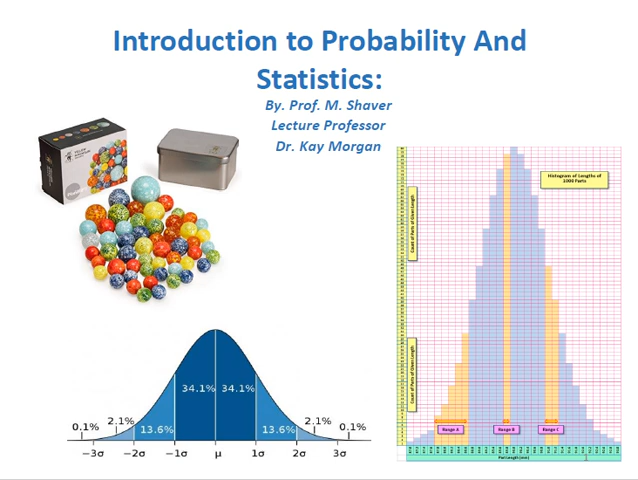 Introduction to Probability And
Statistics:
By. Prof. M. Shaver
Lecture Professor
Dr. Kay Morgan
Histogram of Lengths of
1000 Parts
Count of Parts of Given Length
Count of Parts of Given Length
Range A
Range B
Range C
Part Length (mm)
34.1% 34.1%
0.1% 2.1% 13.6% 13.6% 2.1% 0.1%
−3σ −2σ −1σ μ 1σ 2σ 3σ